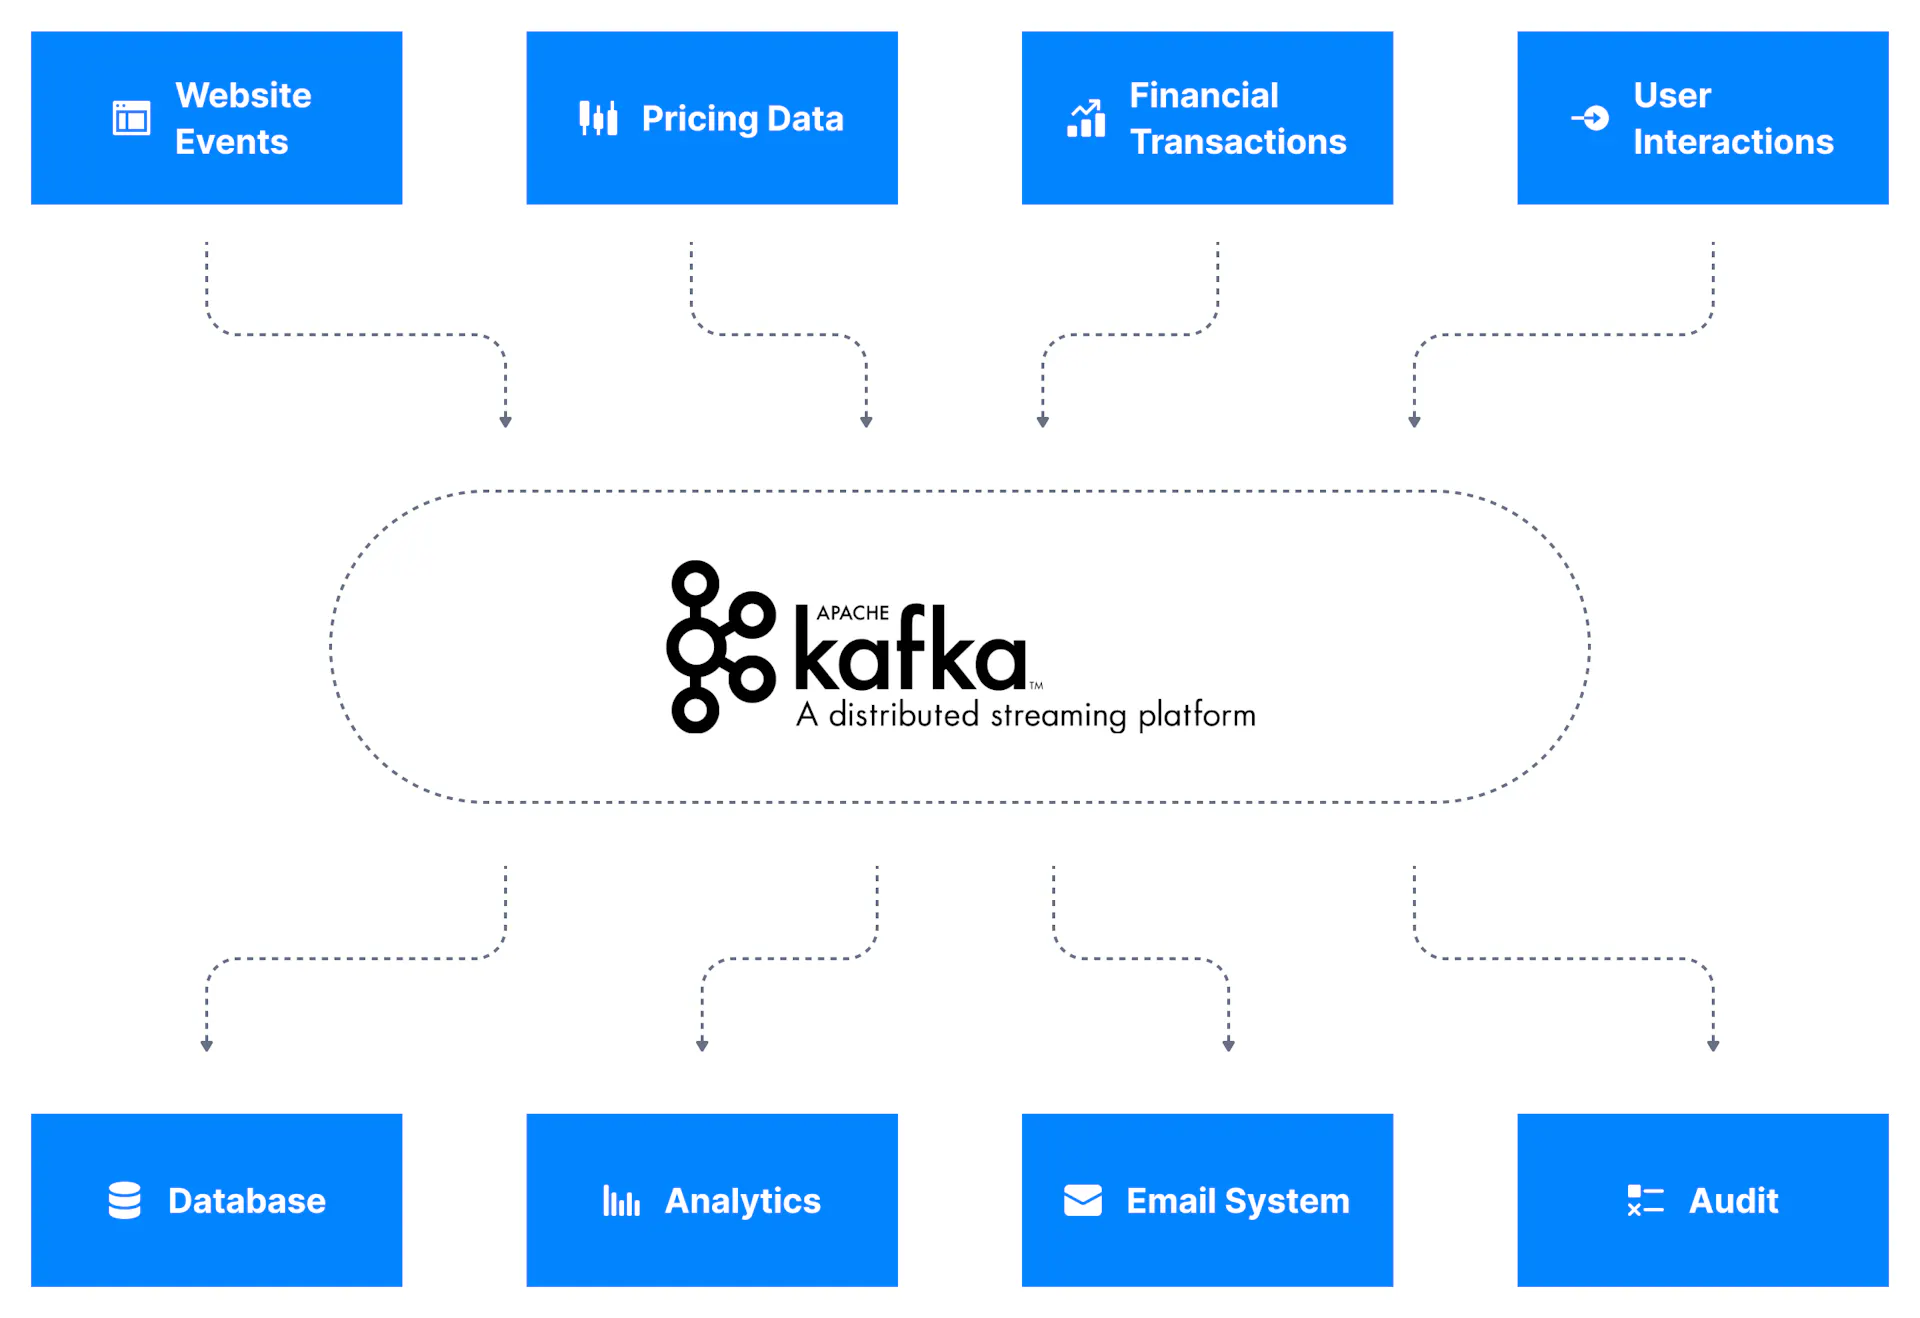 Website
Events
Pricing Data
Financial
Transactions
User
Interactions
APACHE
kafka™
A distributed streaming platform
Database
Analytics
Email System
Audit